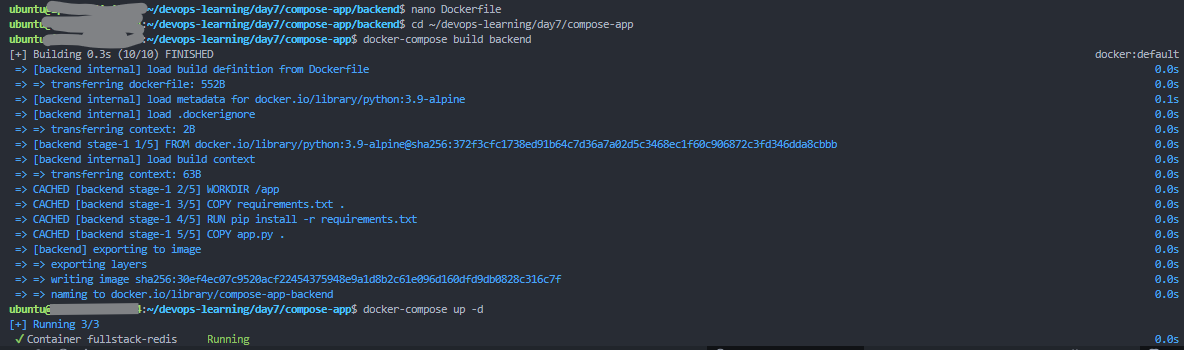 ubuntu :~/devops-learning/day7/compose-app/backend$ nano Dockerfile
ubuntu :~/devops-learning/day7/compose-app/backend$ cd ~/devops-learning/day7/compose-app
ubuntu :~/devops-learning/day7/compose-app$ docker-compose build backend
[+] Building 0.3s (10/10) FINISHED docker:default
=> [backend internal] load build definition from Dockerfile 0.0s
=> => transferring dockerfile: 552B 0.0s
=> [backend internal] load metadata for docker.io/library/python:3.9-alpine 0.1s
=> [backend internal] load .dockerignore 0.0s
=> => transferring context: 2B 0.0s
=> [backend stage-1 1/5] FROM docker.io/library/python:3.9-alpine@sha256:372f3cfc1738ed91b64c7d36a7a02d5c3468ec1f60c906872c3fd346dda8cbbb 0.0s
=> [backend internal] load build context 0.0s
=> => transferring context: 63B 0.0s
=> CACHED [backend stage-1 2/5] WORKDIR /app 0.0s
=> CACHED [backend stage-1 3/5] COPY requirements.txt . 0.0s
=> CACHED [backend stage-1 4/5] RUN pip install -r requirements.txt 0.0s
=> CACHED [backend stage-1 5/5] COPY app.py . 0.0s
=> [backend] exporting to image 0.0s
=> => exporting layers 0.0s
=> => writing image sha256:30ef4ec07c9520acf22454375948e9a1d8b2c61e096d160dfd9db0828c316c7f 0.0s
=> => naming to docker.io/library/compose-app-backend 0.0s
ubuntu@ :~/devops-learning/day7/compose-app$ docker-compose up -d
[+] Running 3/3
✓ Container fullstack-redis Running 0.0s